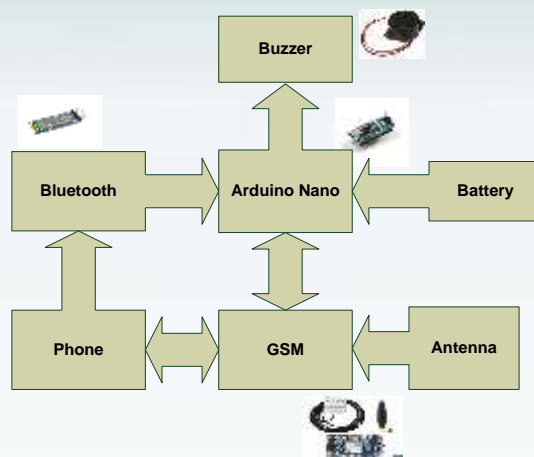 Buzzer
Bluetooth
Arduino Nano
Battery
Phone
GSM
Antenna